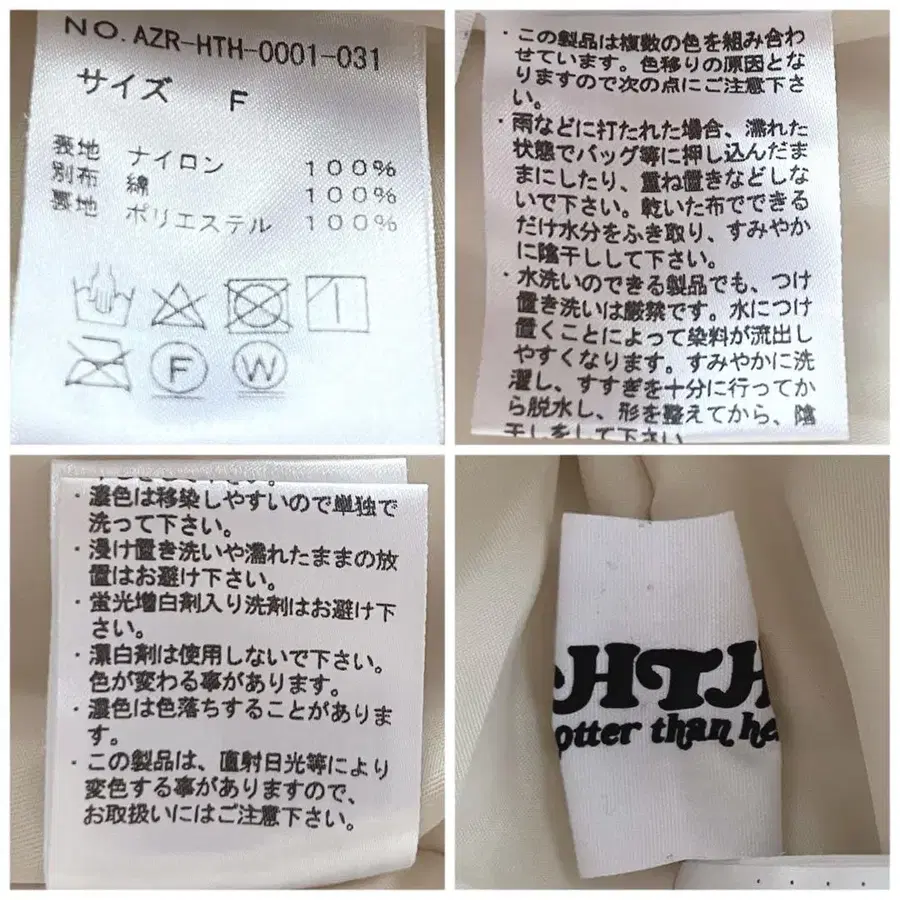 NO.AZR-HTH-0001-031
サイズ F
表地 ナイロン 100%
別布 綿 100%
裏地 ポリエステル 100%
F
W
・この製品は複数の色を組み合わ
せています。色移りの原因とな
りますので次の点にご注意下さ
い。
・雨などに打たれた場合、濡れた
状態でバッグ等に押し込んだま
まにしたり、重ね置きなどしな
いで下さい。乾いた布でできる
だけ水分をふき取り、すみやか
に陰干しして下さい。
・水洗いのできる製品でも、つけ
置き洗いは厳禁です。水につけ
置くことによって染料が流出し
やすくなります。すみやかに洗
濯し、すすぎを十分に行ってか
ら脱水し、形を整えてから、陰
干しをして下さい。
・濃色は移染しやすいので単独で
洗って下さい。
・浸け置き洗いや濡れたままの放
置はお避け下さい。
・蛍光増白剤入り洗剤はお避け下
さい。
・漂白剤は使用しないで下さい。
色が変わる事があります。
・濃色は色落ちすることがありま
す。
・この製品は、直射日光等により
変色する事がありますので、
お取扱いにはご注意下さい。
HTH
otter than he